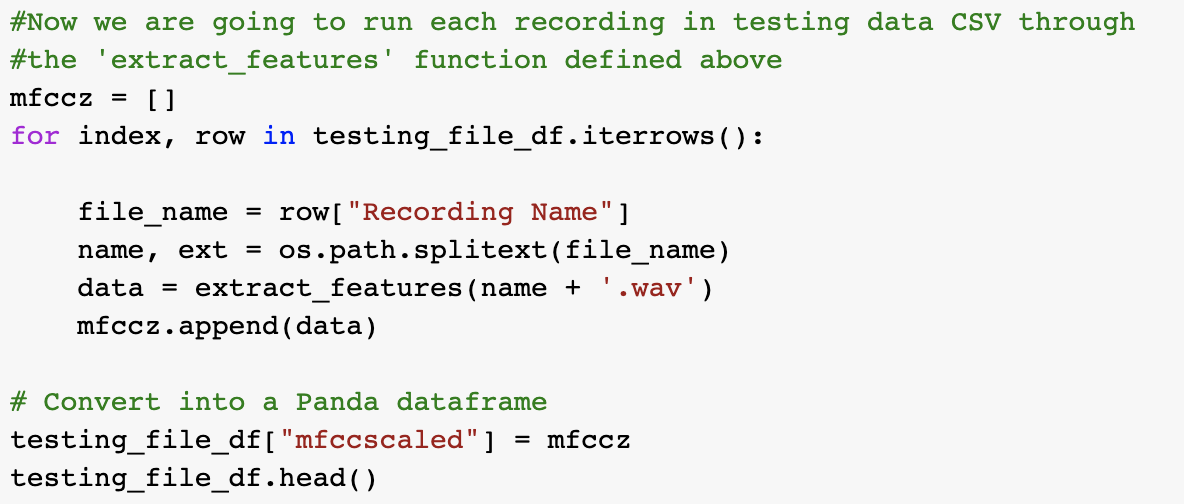 #Now we are going to run each recording in testing data CSV through
#the 'extract_features' function defined above
mfccz = []
for index, row in testing_file_df.iterrows():
file_name = row["Recording Name"]
name, ext = os.path.splitext(file_name)
data = extract_features(name + '.wav')
mfccz.append(data)
# Convert into a Panda dataframe
testing_file_df["mfccscaled"] = mfccz
testing_file_df.head()